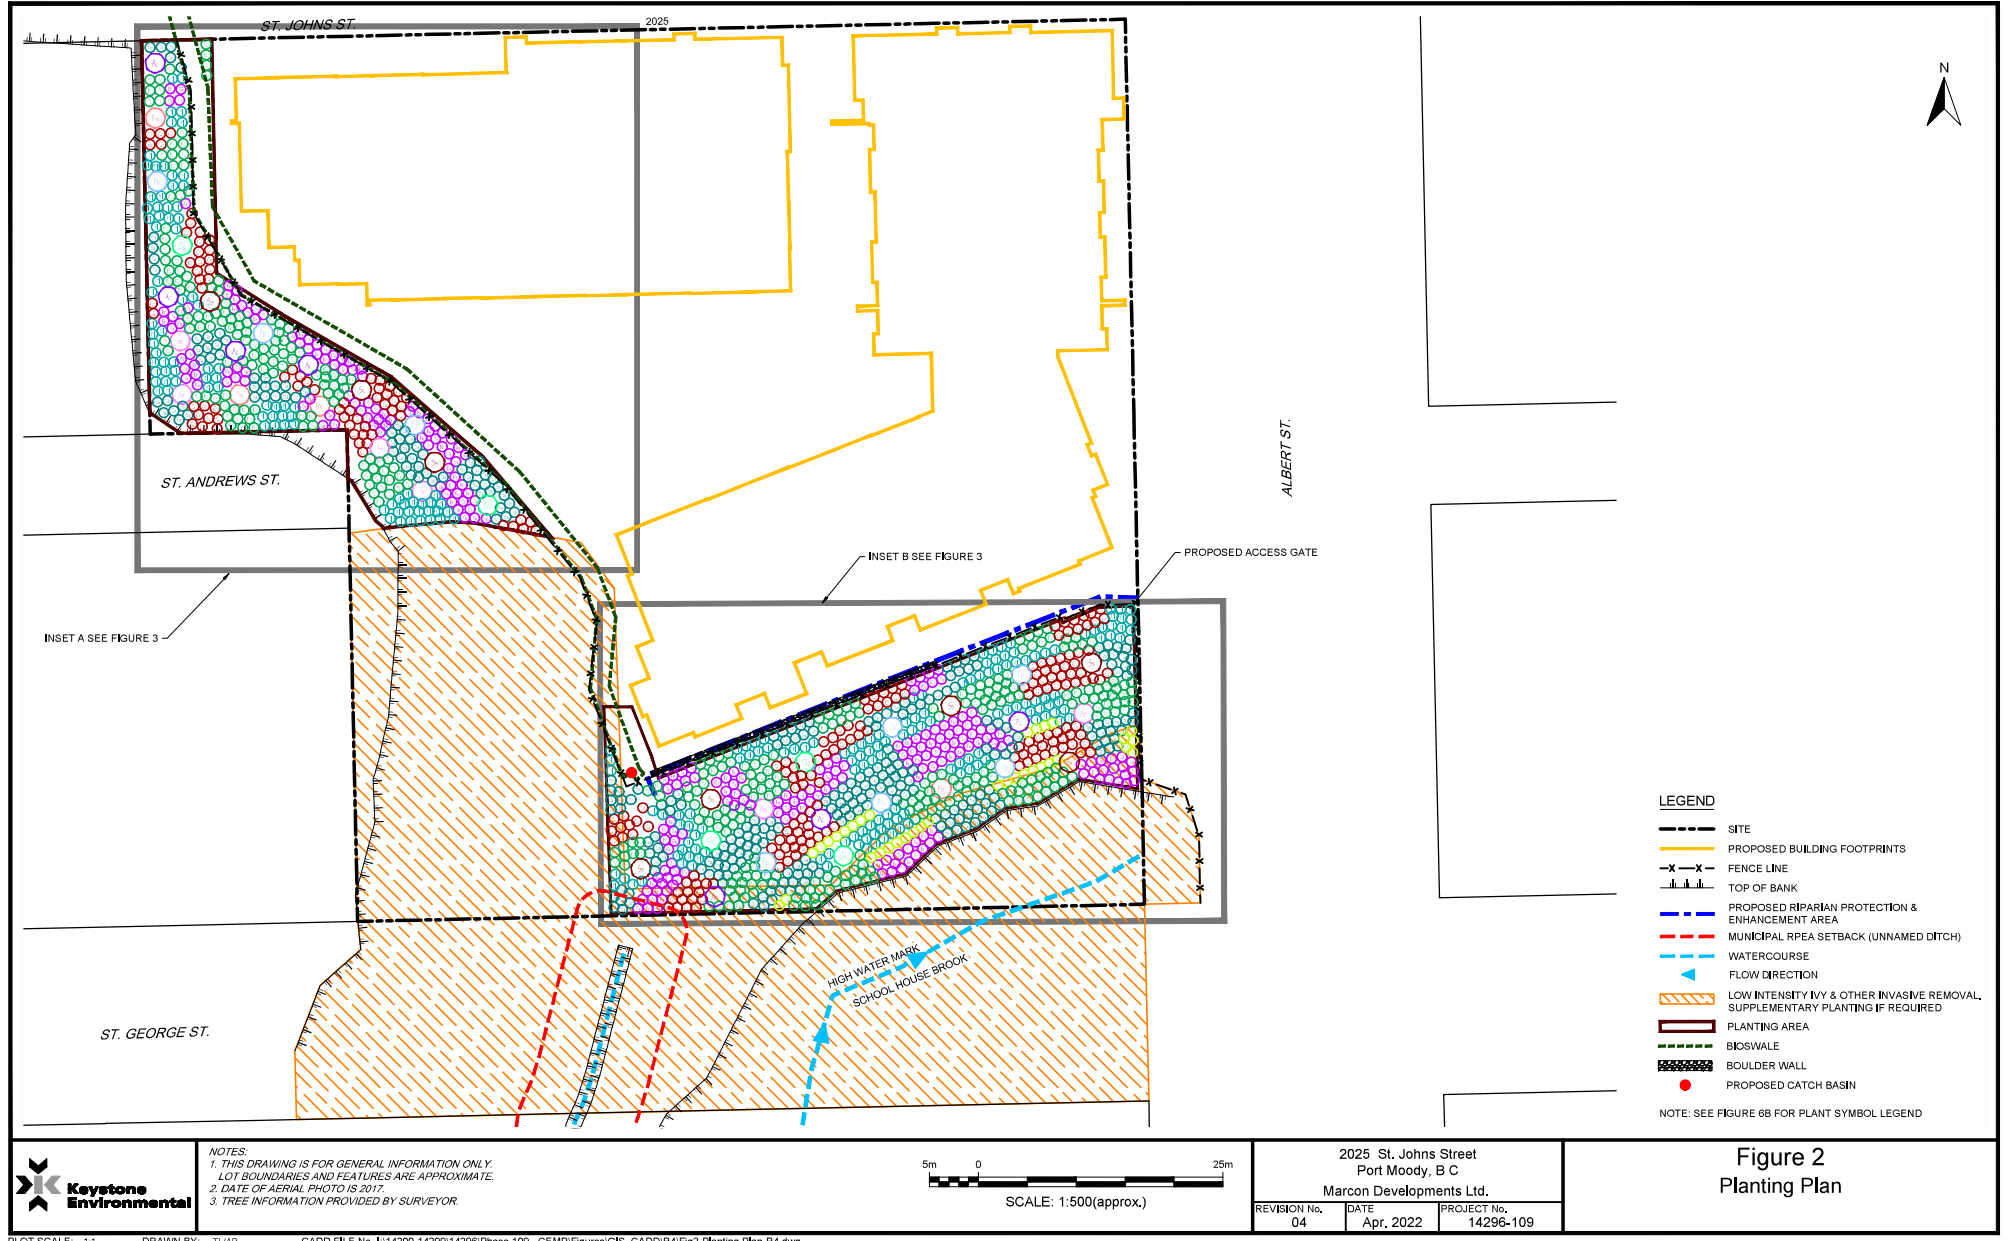 ST. JOHNS ST.
2025
N
ST. ANDREWS ST.
ALBERT ST.
INSET B SEE FIGURE 3
PROPOSED ACCESS GATE
INSET A SEE FIGURE 3
HIGH WATER MARK
SCHOOL HOUSE BROOK
ST. GEORGE ST.
LEGEND
SITE
PROPOSED BUILDING FOOTPRINTS
FENCE LINE
TOP OF BANK
PROPOSED RIPARIAN PROTECTION &
ENHANCEMENT AREA
MUNICIPAL RPEA SETBACK (UNNAMED DITCH)
WATERCOURSE
FLOW DIRECTION
LOW INTENSITY IVY & OTHER INVASIVE REMOVAL,
SUPPLEMENTARY PLANTING IF REQUIRED
PLANTING AREA
BIOSWALE
BOULDER WALL
PROPOSED CATCH BASIN
NOTE: SEE FIGURE 6B FOR PLANT SYMBOL LEGEND
Keystone
Environmental
NOTES:
1. THIS DRAWING IS FOR GENERAL INFORMATION ONLY.
LOT BOUNDARIES AND FEATURES ARE APPROXIMATE.
2. DATE OF AERIAL PHOTO IS 2017.
3. TREE INFORMATION PROVIDED BY SURVEYOR.
5m 0 25m
SCALE: 1:500(approx.)
2025 St. Johns Street
Port Moody, B C
Marcon Developments Ltd.
REVISION No. DATE PROJECT No.
04 Apr. 2022 14296-109
Figure 2
Planting Plan